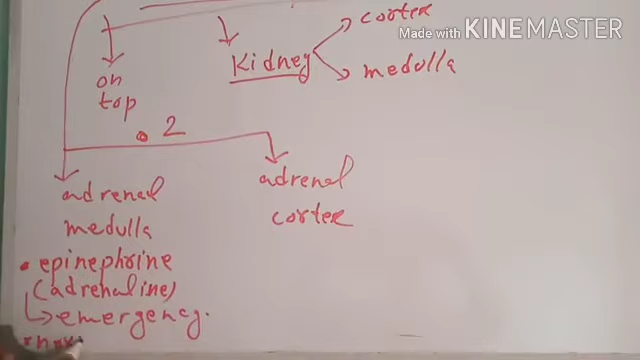 cortex
Made with KINEMASTER
on
top
Kidney
medulla
2
adrenal
medulla
adrenal
cortex
• epinephrine
(adrenaline)
emergency.